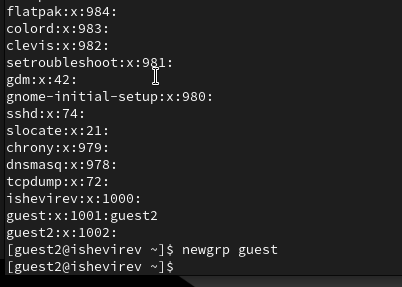 flatpak:x:984:
colord:x:983:
clevis:x:982:
setroubleshoot:x:981:
gdm:x:42:
gnome-initial-setup:x:980:
sshd:x:74:
slocate:x:21:
chrony:x:979:
dnsmasq:x:978:
tcpdump:x:72:
ishevirev:x:1000:
guest:x:1001:guest2
guest2:x:1002:
[guest2@ishevirev ~]$ newgrp guest
[guest2@ishevirev ~]$